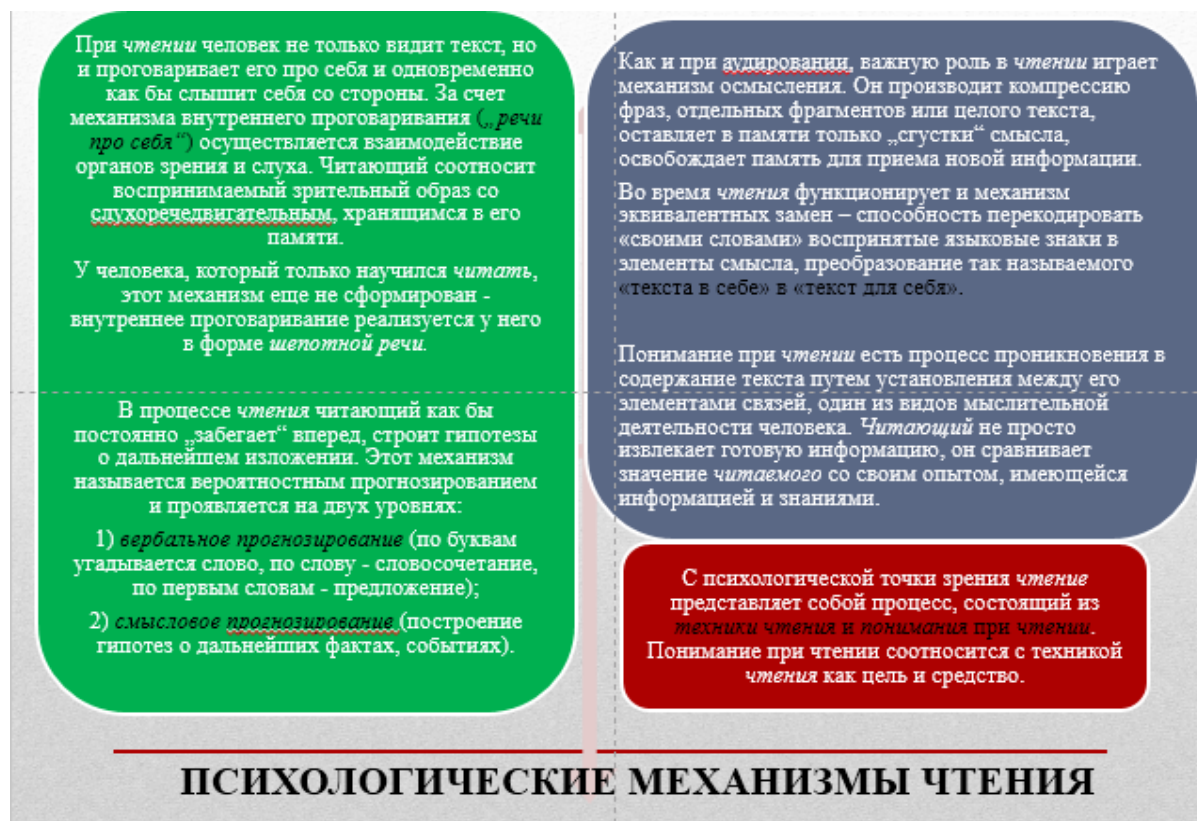 При чтении человек не только видит текст, но
и проговаривает его про себя и одновременно
как бы слышит себя со стороны. За счет
механизма внутреннего проговаривания („речи
про себя“) осуществляется взаимодействие
органов зрения и слуха. Читающий соотносит
воспринимаемый зрительный образ со
слухоречедвигательным, хранящимся в его
памяти.
У человека, который только научился читать,
этот механизм еще не сформирован -
внутреннее проговаривание реализуется у него
в форме шепотной речи.
В процессе чтения читающий как бы
постоянно „забегает“ вперед, строит гипотезы
о дальнейшем изложении. Этот механизм
называется вероятностным прогнозированием
и проявляется на двух уровнях:
1) вербальное прогнозирование (по буквам
угадывается слово, по слову - словосочетание,
по первым словам - предложение);
2) смысловое прогнозирование (построение
гипотез о дальнейших фактах, событиях).
Как и при аудировании, важную роль в чтении играет
механизм осмысления. Он производит компрессию
фраз, отдельных фрагментов или целого текста,
оставляет в памяти только „сгустки“ смысла,
освобождает память для приема новой информации.
Во время чтения функционирует и механизм
эквивалентных замен – способность перекодировать
«своими словами» воспринятые языковые знаки в
элементы смысла, преобразование так называемого
«текста в себе» в «текст для себя».
Понимание при чтении есть процесс проникновения в
содержание текста путем установления между его
элементами связей, один из видов мыслительной
деятельности человека. Читающий не просто
извлекает готовую информацию, он сравнивает
значение читаемого со своим опытом, имеющейся
информацией и знаниями.
С психологической точки зрения чтение
представляет собой процесс, состоящий из
техники чтения и понимания при чтении.
Понимание при чтении соотносится с техникой
чтения как цель и средство.
ПСИХОЛОГИЧЕСКИЕ МЕХАНИЗМЫ ЧТЕНИЯ